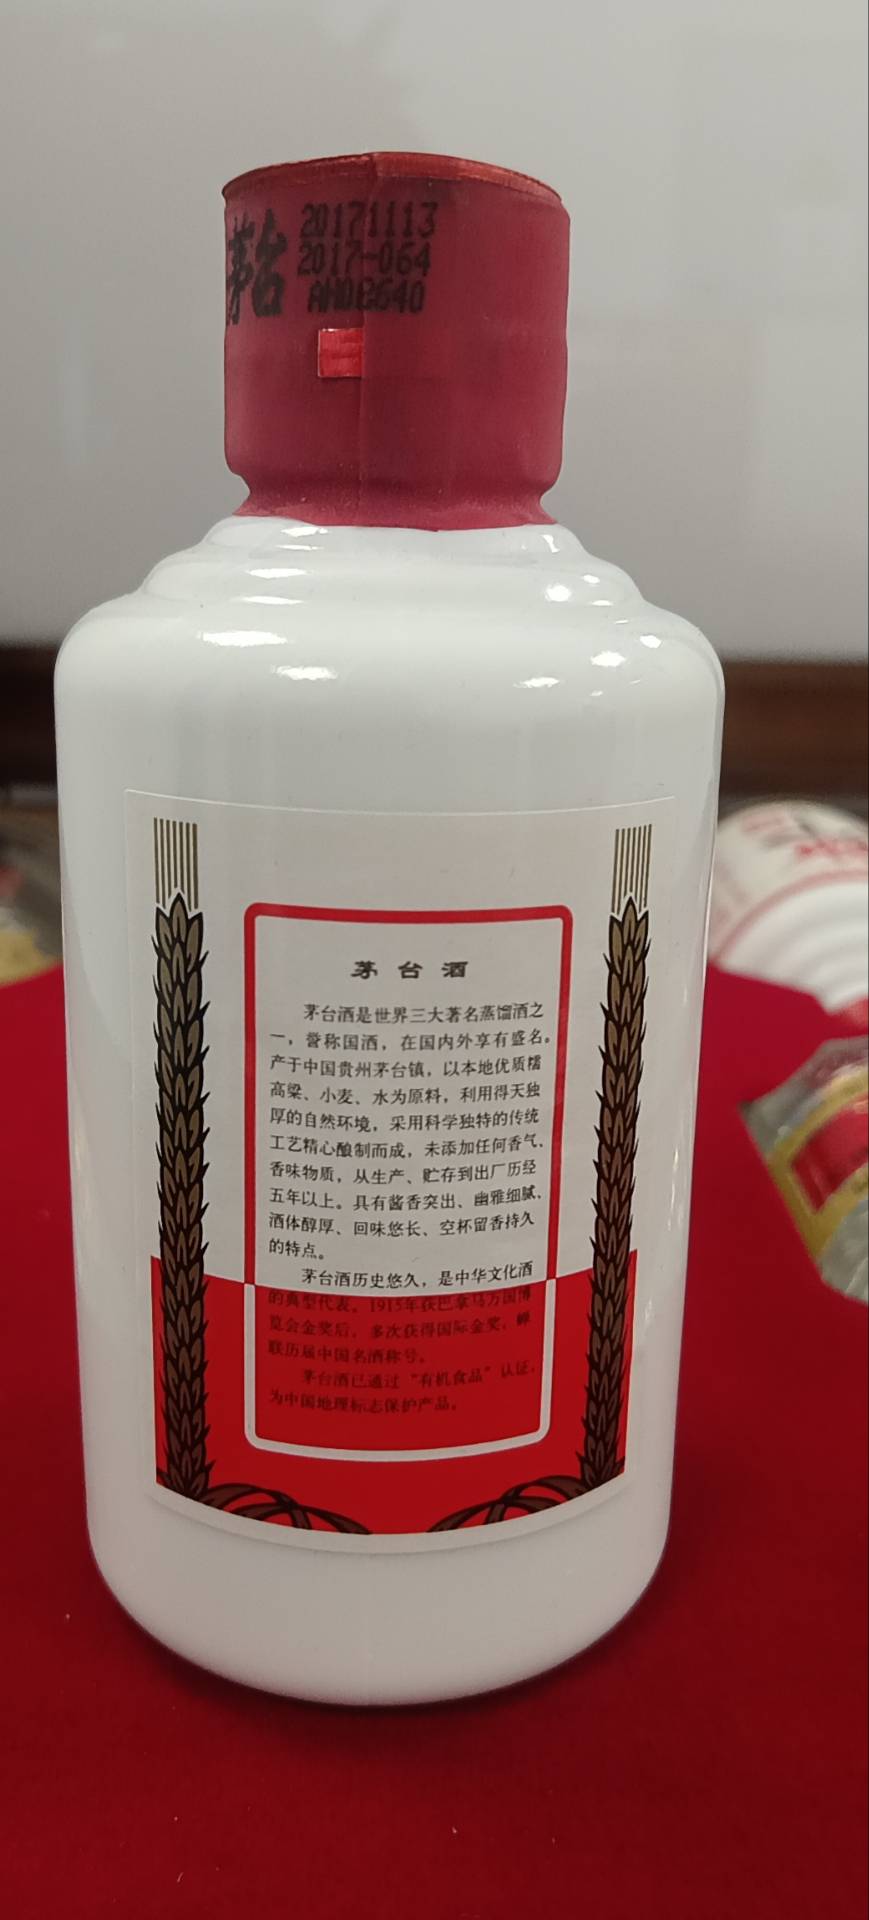 茅台
20171113
2017-064
茅台酒
茅台酒是世界三大著名蒸馏酒之
一，誉称国酒，在国内外享有盛名。
产于中国贵州茅台镇，以本地优质糯
高粱、小麦、水为原料，利用得天独
厚的自然环境，采用科学独特的传统
工艺精心酿制而成，未添加任何香气、
香味物质，从生产、贮存到出厂历经
五年以上。具有酱香突出、幽雅细腻、
酒体醇厚、回味悠长、空杯留香持久
的特点。
茅台酒历史悠久，是中华文化酒
的典型代表。1915年获巴拿马万国博
览会金奖后，多次获得国际金奖，蝉
联历届中国名酒称号。
茅台酒已通过“有机食品”认证，
为中国地理标志保护产品。